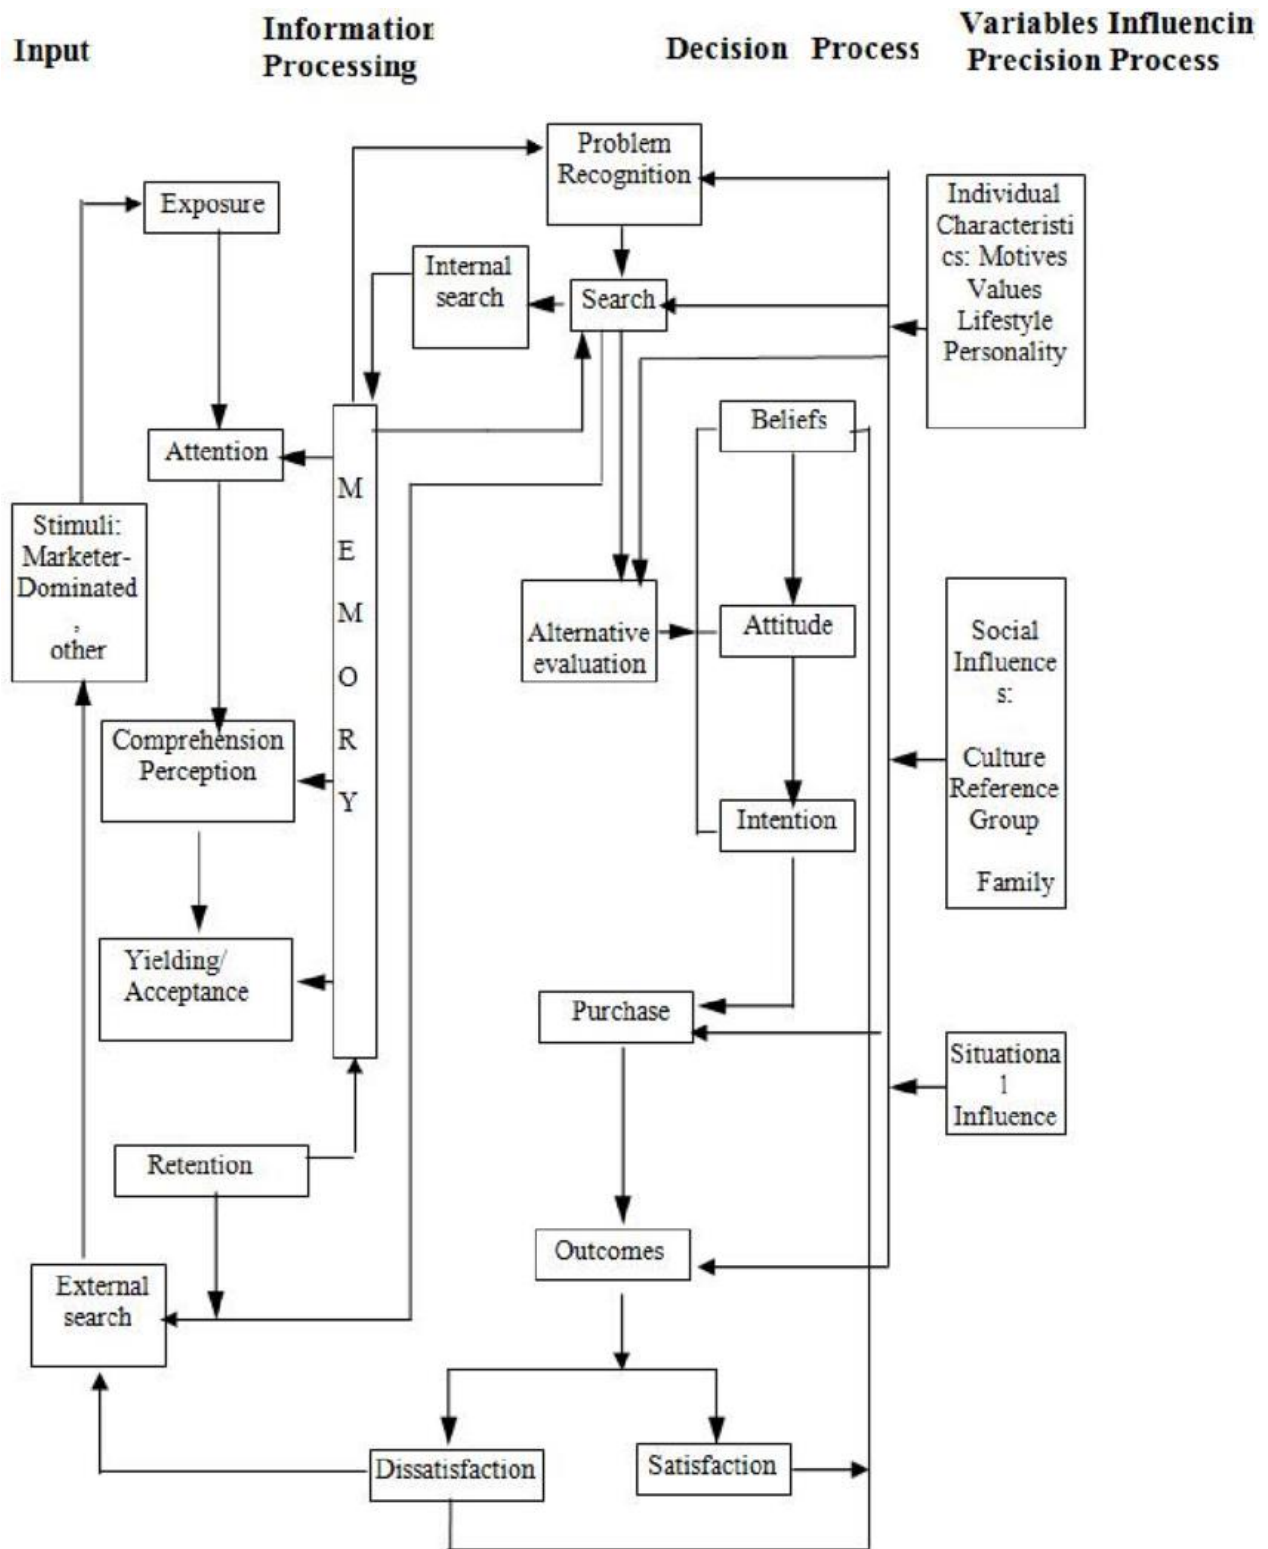 Input
Information
Processing
Decision Process
Variables Influencin
Precision Process
Problem
Recognition
Exposure
Individual
Characteristi
cs: Motives
Values
Lifestyle
Personality
Internal
search
Search
Beliefs
Attention
M
E
M
O
R
Y
Stimuli:
Marketer-
Dominated
,
other
Alternative
evaluation
Attitude
Social
Influence
s:
Culture
Reference
Group
Family
Comprehension
Perception
Intention
Yielding/
Acceptance
Purchase
Situationa
l
Influence
Retention
Outcomes
External
search
Dissatisfaction
Satisfaction